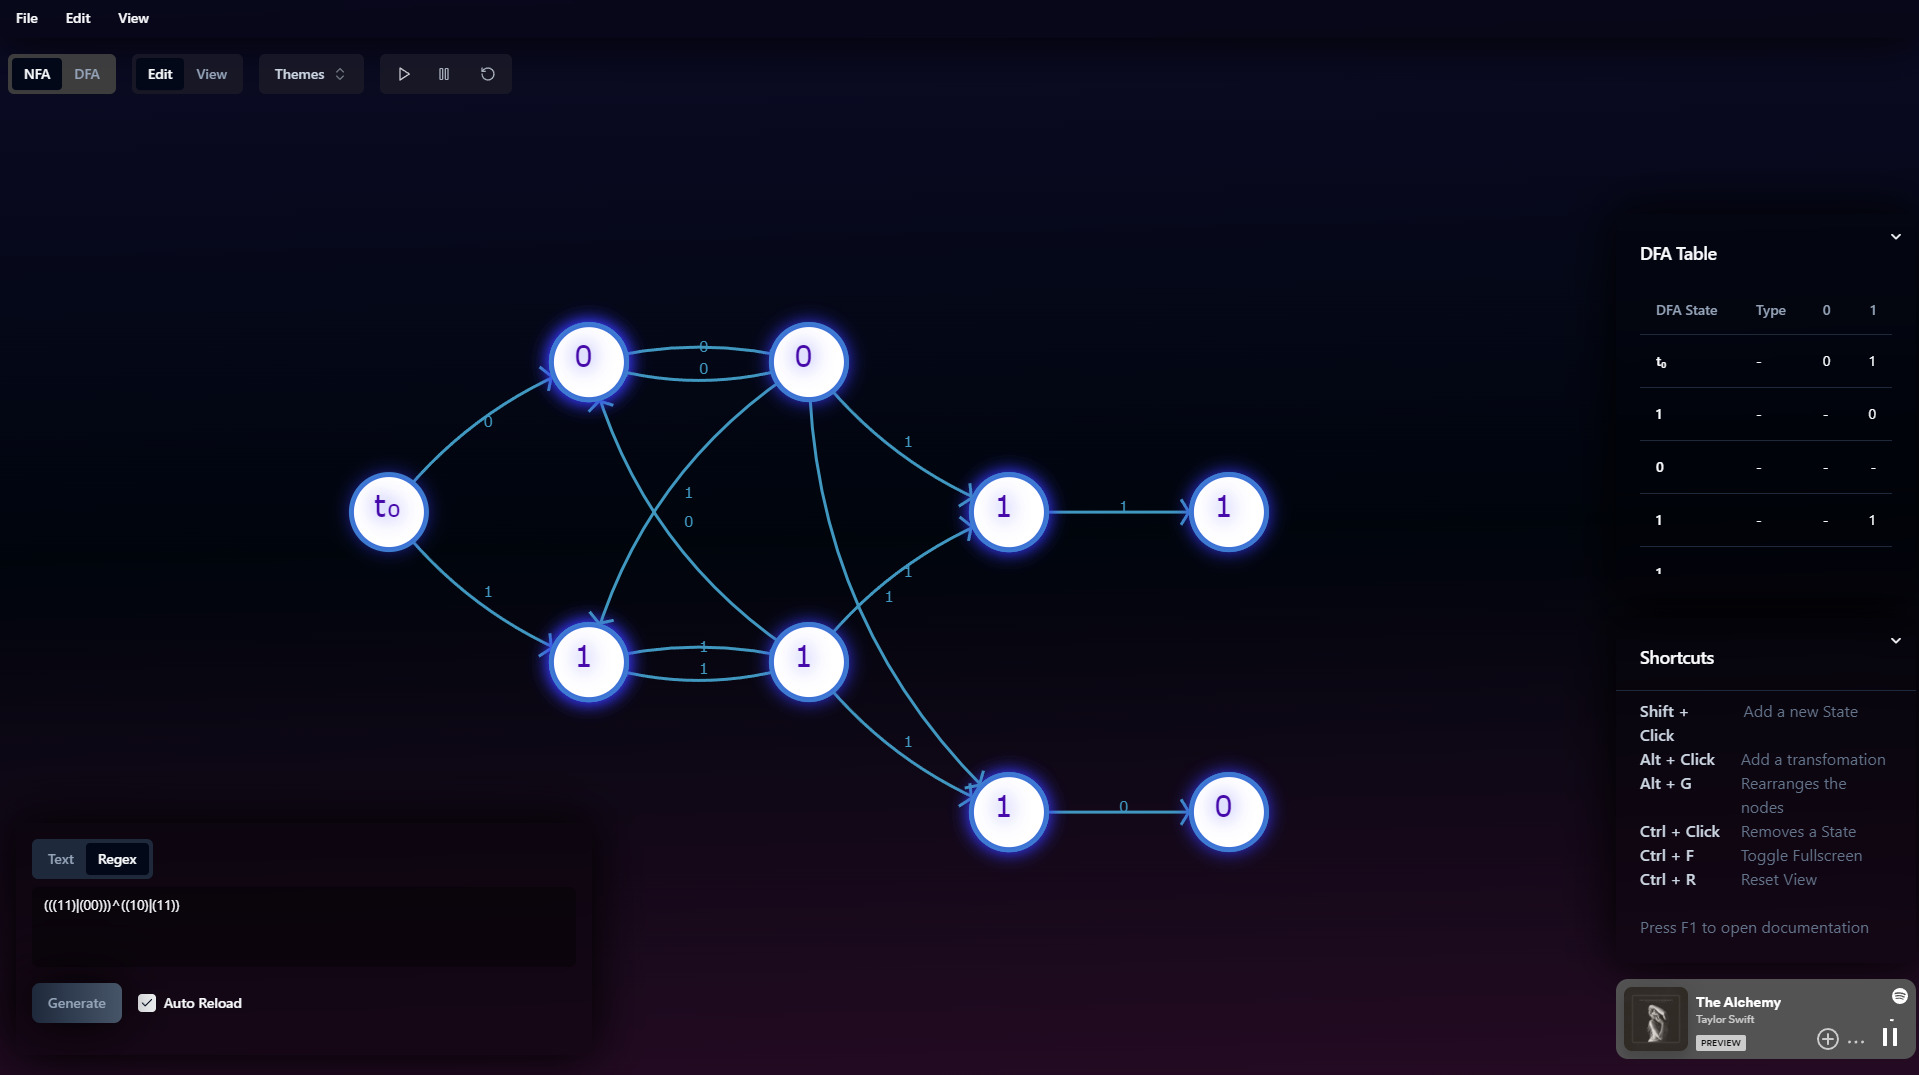 File Edit View
NFA DFA Edit View Themes
DFA Table
DFA State Type 0 1
t₀ - 0 1
1 - - 0
0 - - -
1 - - 1
1
0 0
0
0
0
1
1
0
t₀
1 1 1
1
1
1
1 1
1
1
1
1 0 0
Shortcuts
Shift + Click Add a new State
Alt + Click Add a transfomation
Alt + G Rearranges the nodes
Ctrl + Click Removes a State
Ctrl + F Toggle Fullscreen
Ctrl + R Reset View
Press F1 to open documentation
Text Regex
(((11)|(00)))^((10)|(11))
Generate Auto Reload
The Alchemy
Taylor Swift
PREVIEW